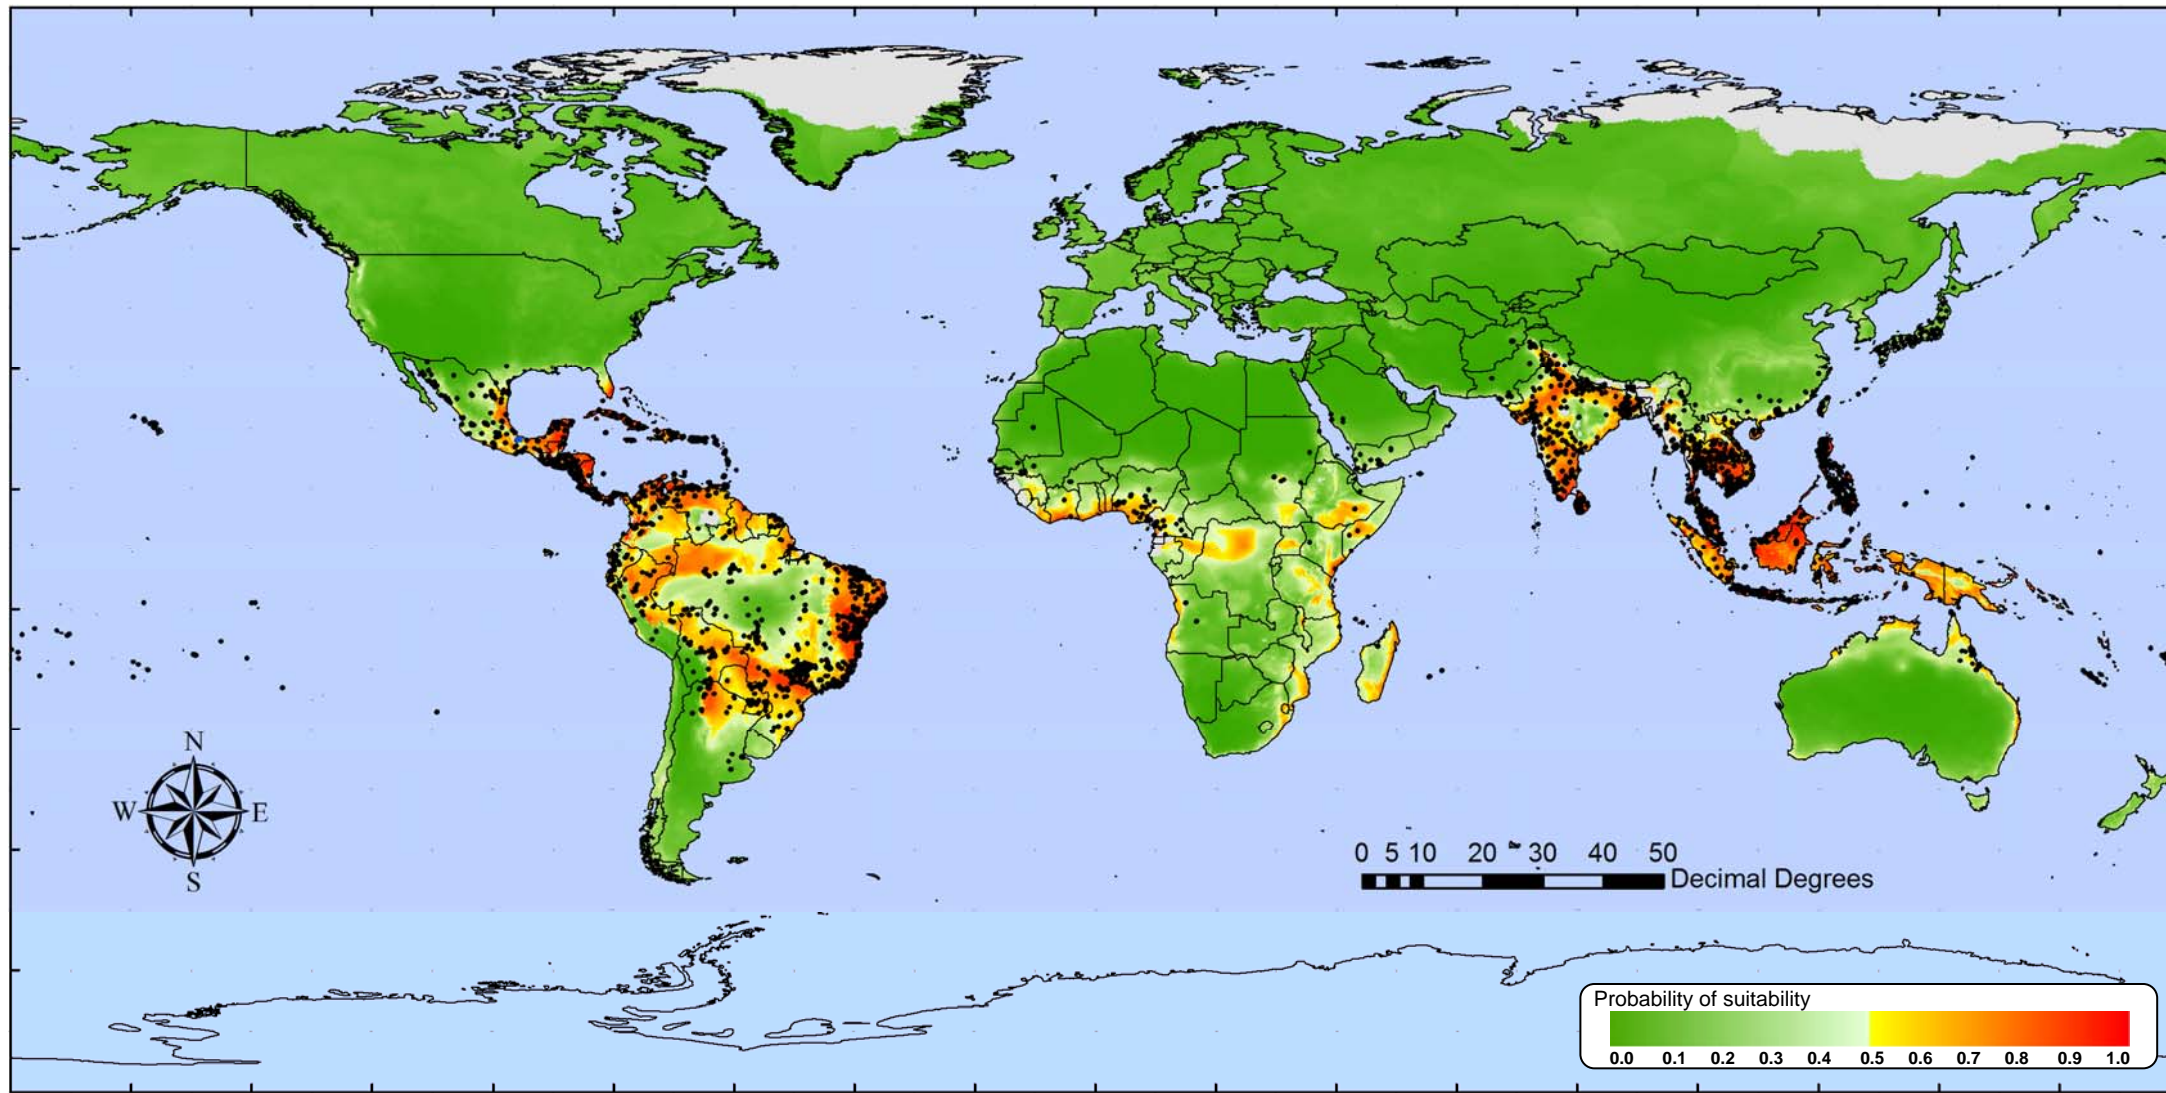 N
W E
S
0 5 10 20 30 40 50
Decimal Degrees
Probability of suitability
0.0 0.1 0.2 0.3 0.4 0.5 0.6 0.7 0.8 0.9 1.0